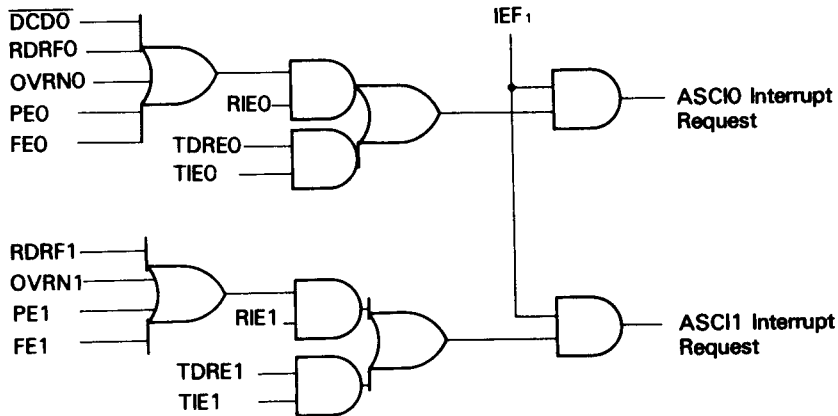 D̅C̅D̅0̅
RDRF0
OVRN0
PE0
FE0
RIE0
TDRE0
TIE0
IEF₁
ASCI0 Interrupt
Request
RDRF1
OVRN1
PE1
FE1
RIE1
TDRE1
TIE1
ASCI1 Interrupt
Request